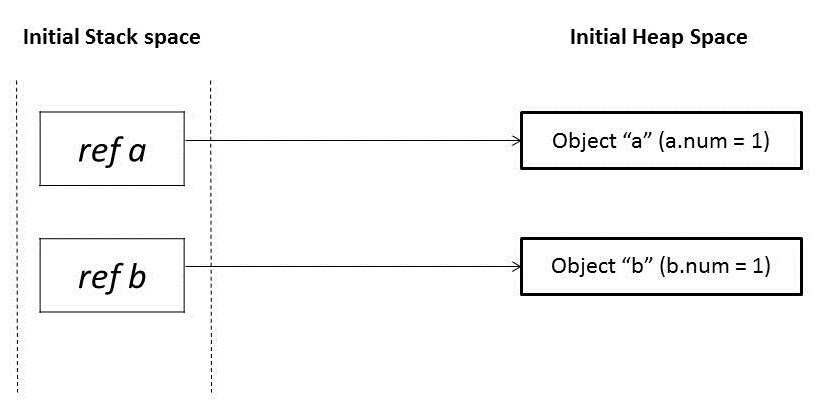 Initial Stack space
Initial Heap Space
ref a
Object “a” (a.num = 1)
ref b
Object “b” (b.num = 1)